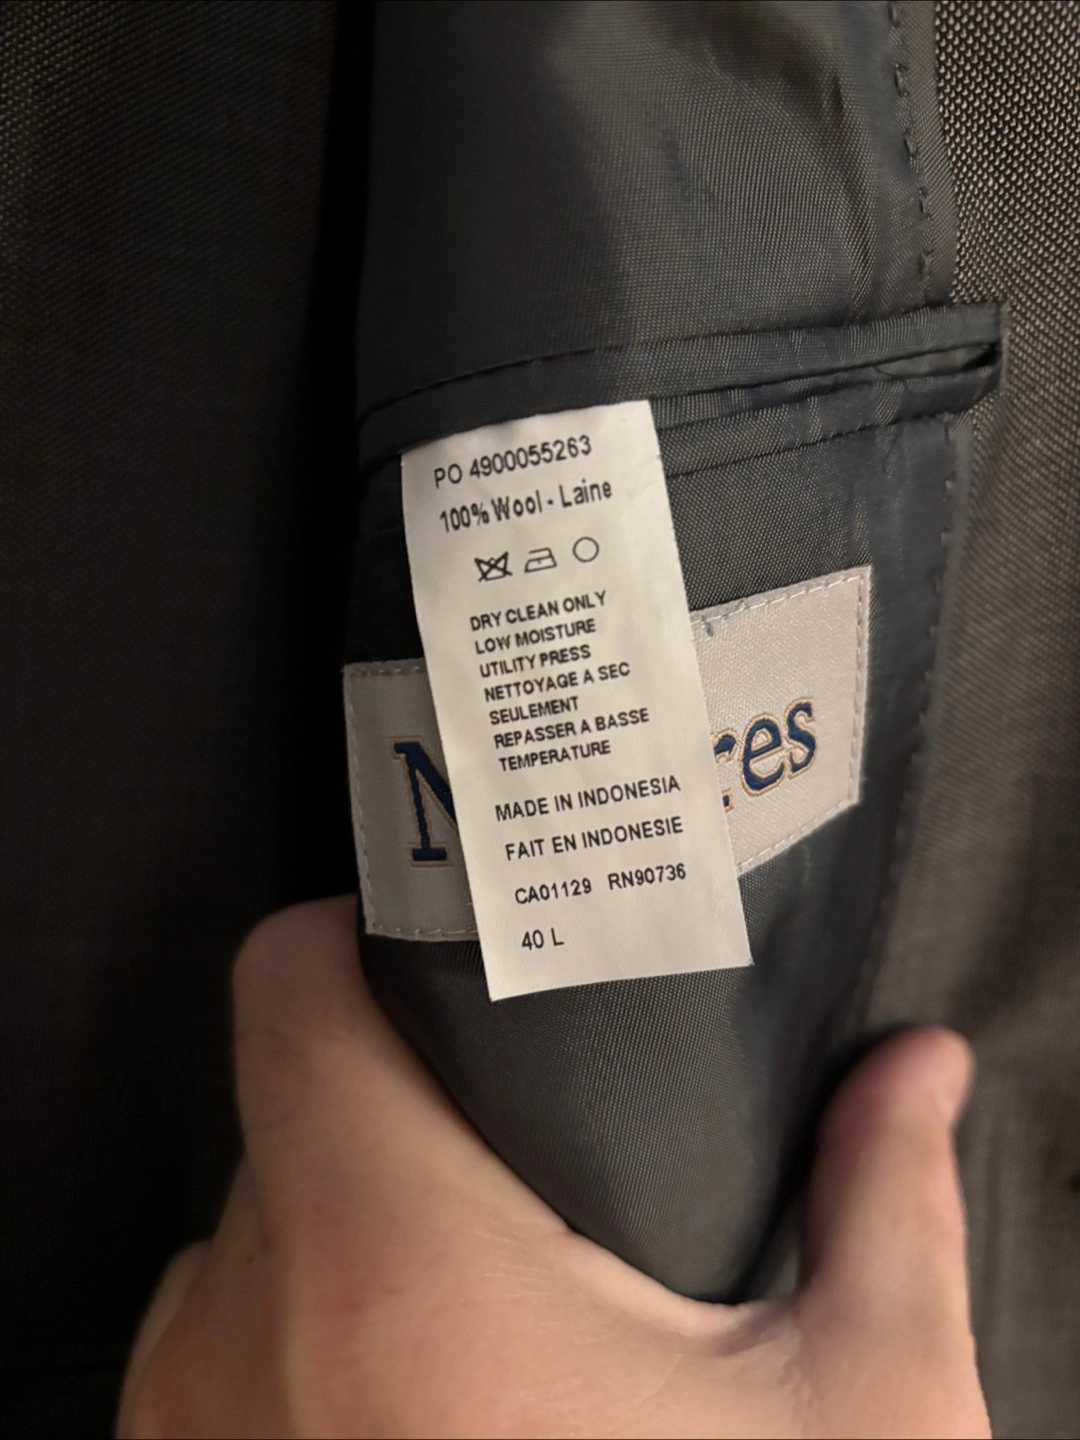 PO 4900055263
100% Wool - Laine
DRY CLEAN ONLY
LOW MOISTURE
UTILITY PRESS
NETTOYAGE A SEC
SEULEMENT
REPASSER A BASSE
TEMPERATURE
MADE IN INDONESIA
FAIT EN INDONESIE
CA01129 RN90736
40 L